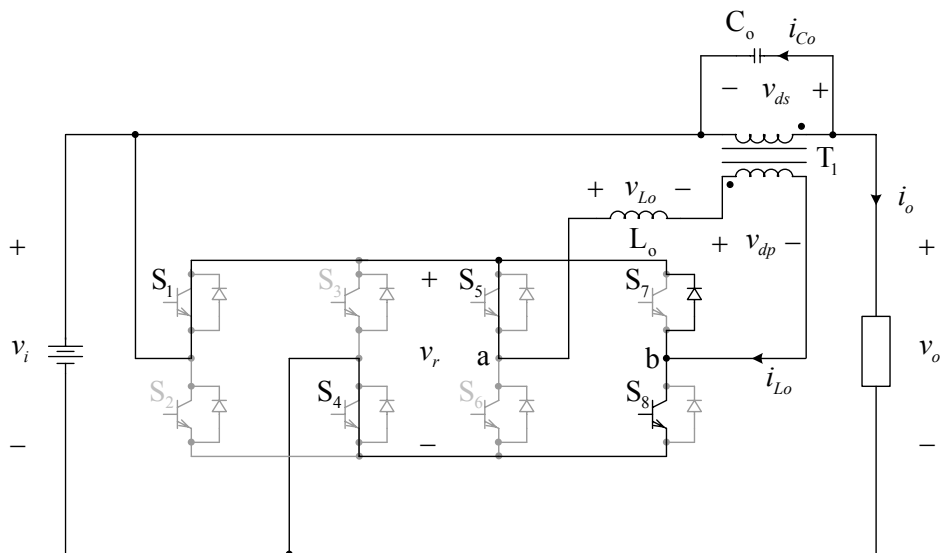 C_o
i_Co
− v_ds +
T_1
+ v_Lo −
L_o
i_o
+ v_dp −
+
S_1
S_3
+
S_5
S_7
+
v_i
v_r
a
b
v_o
i_Lo
S_2
S_4
S_6
S_8
−
−
−